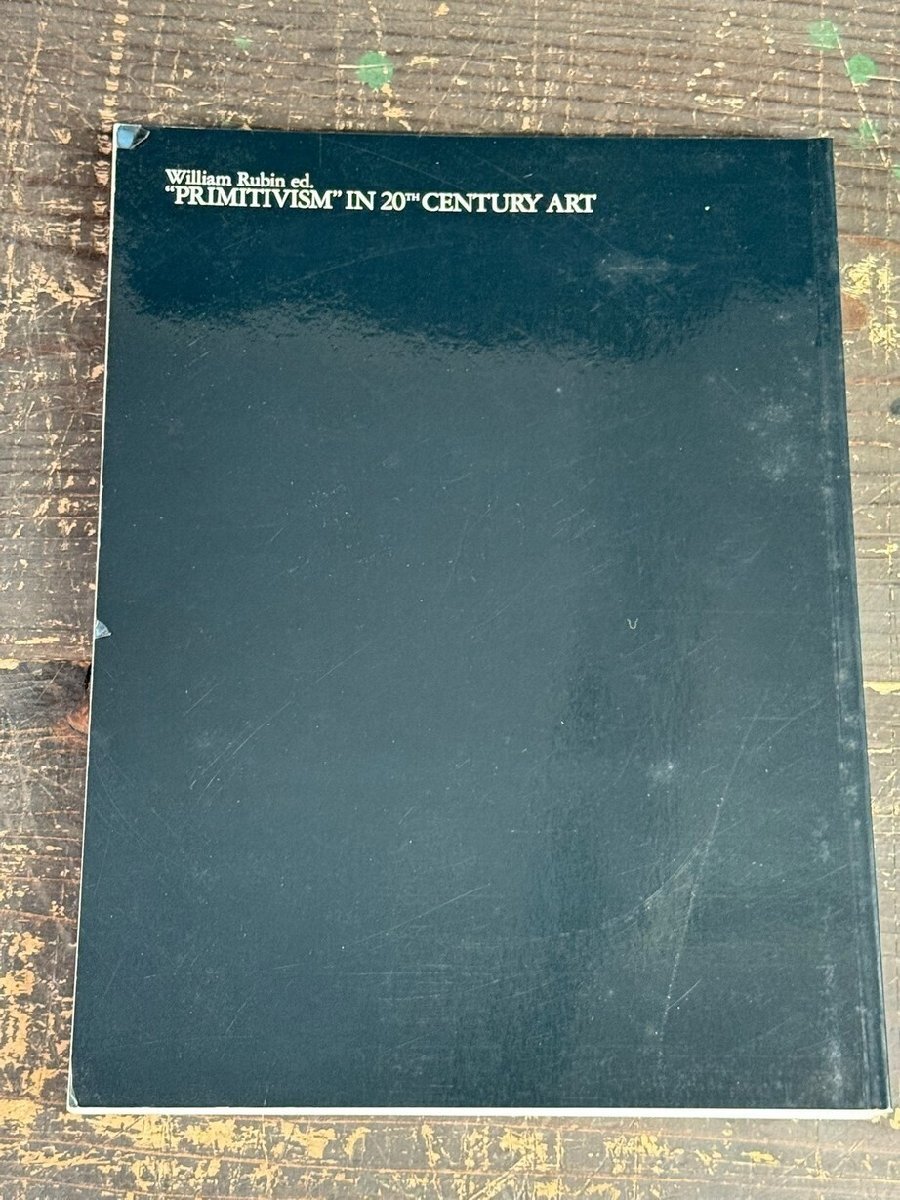 William Rubin ed.
“PRIMITIVISM” IN 20TH CENTURY ART